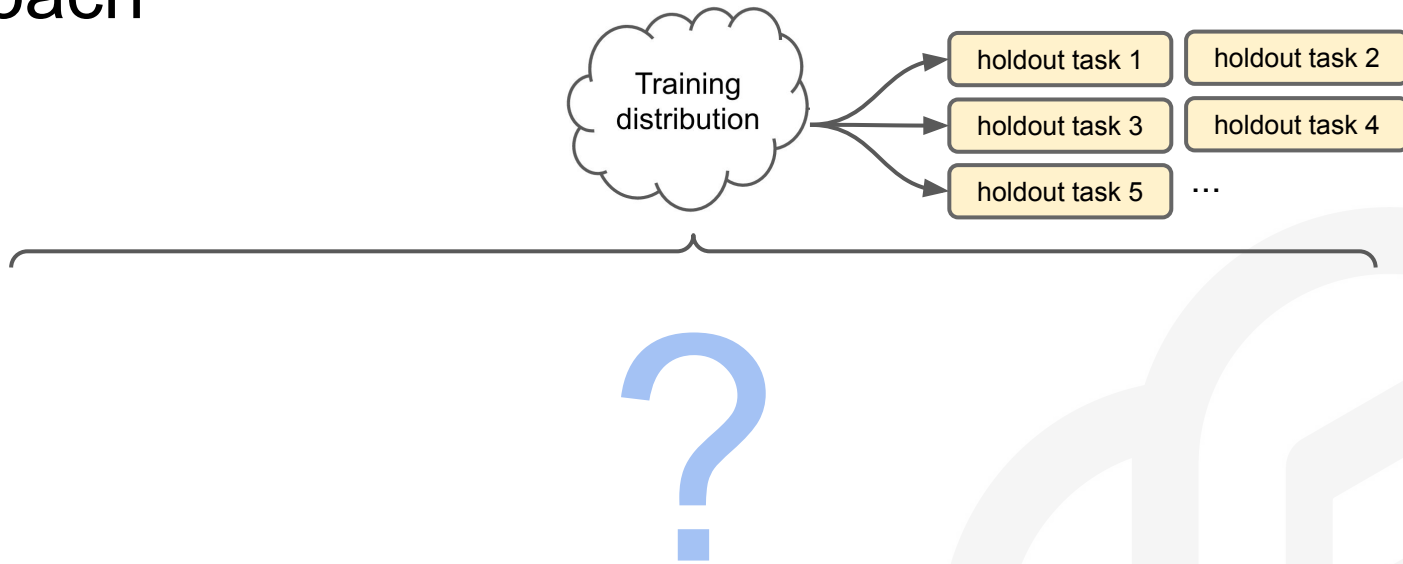 Training
distribution
holdout task 1
holdout task 2
holdout task 3
holdout task 4
holdout task 5
...
?